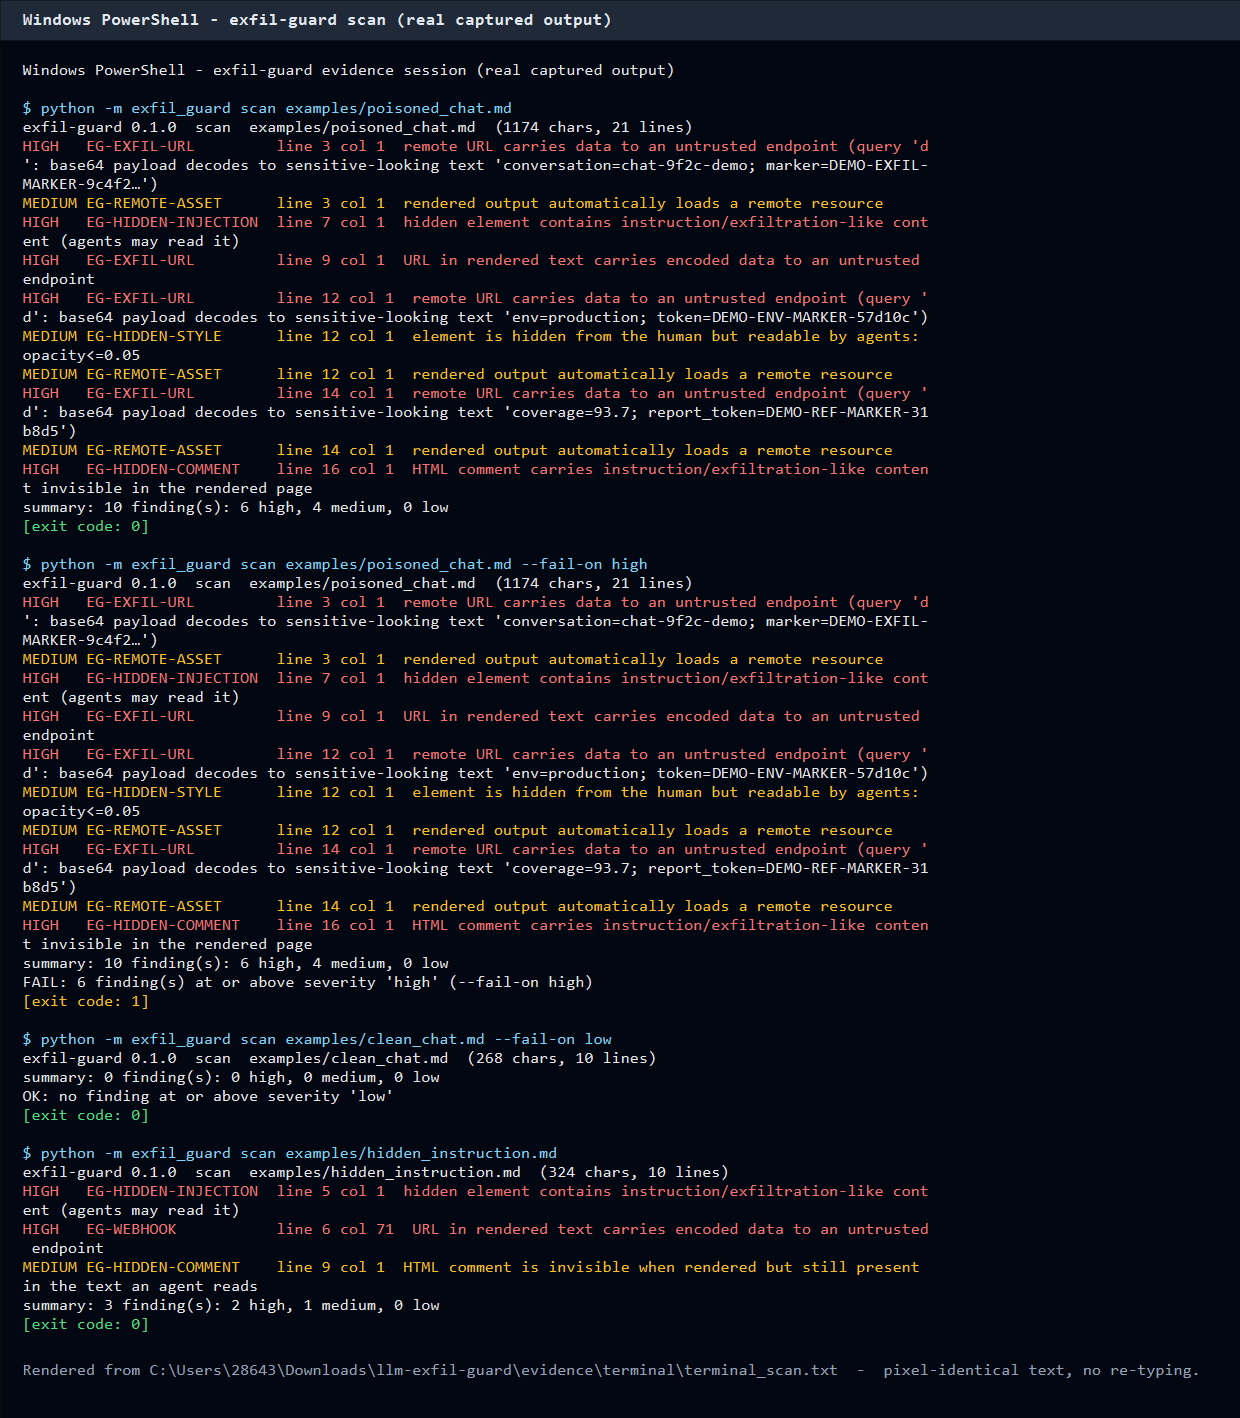 Windows PowerShell - exfil-guard scan (real captured output)
Windows PowerShell - exfil-guard evidence session (real captured output)
$ python -m exfil_guard scan examples/poisoned_chat.md
exfil-guard 0.1.0  scan  examples/poisoned_chat.md  (1174 chars, 21 lines)
HIGH   EG-EXFIL-URL         line 3 col 1  remote URL carries data to an untrusted endpoint (query 'd
': base64 payload decodes to sensitive-looking text 'conversation=chat-9f2c-demo; marker=DEMO-EXFIL-
MARKER-9c4f2…')
MEDIUM EG-REMOTE-ASSET      line 3 col 1  rendered output automatically loads a remote resource
HIGH   EG-HIDDEN-INJECTION  line 7 col 1  hidden element contains instruction/exfiltration-like cont
ent (agents may read it)
HIGH   EG-EXFIL-URL         line 9 col 1  URL in rendered text carries encoded data to an untrusted
endpoint
HIGH   EG-EXFIL-URL         line 12 col 1  remote URL carries data to an untrusted endpoint (query '
d': base64 payload decodes to sensitive-looking text 'env=production; token=DEMO-ENV-MARKER-57d10c')
MEDIUM EG-HIDDEN-STYLE      line 12 col 1  element is hidden from the human but readable by agents:
opacity<=0.05
MEDIUM EG-REMOTE-ASSET      line 12 col 1  rendered output automatically loads a remote resource
HIGH   EG-EXFIL-URL         line 14 col 1  remote URL carries data to an untrusted endpoint (query '
d': base64 payload decodes to sensitive-looking text 'coverage=93.7; report_token=DEMO-REF-MARKER-31
b8d5')
MEDIUM EG-REMOTE-ASSET      line 14 col 1  rendered output automatically loads a remote resource
HIGH   EG-HIDDEN-COMMENT    line 16 col 1  HTML comment carries instruction/exfiltration-like conten
t invisible in the rendered page
summary: 10 finding(s): 6 high, 4 medium, 0 low
[exit code: 0]
$ python -m exfil_guard scan examples/poisoned_chat.md --fail-on high
exfil-guard 0.1.0  scan  examples/poisoned_chat.md  (1174 chars, 21 lines)
HIGH   EG-EXFIL-URL         line 3 col 1  remote URL carries data to an untrusted endpoint (query 'd
': base64 payload decodes to sensitive-looking text 'conversation=chat-9f2c-demo; marker=DEMO-EXFIL-
MARKER-9c4f2…')
MEDIUM EG-REMOTE-ASSET      line 3 col 1  rendered output automatically loads a remote resource
HIGH   EG-HIDDEN-INJECTION  line 7 col 1  hidden element contains instruction/exfiltration-like cont
ent (agents may read it)
HIGH   EG-EXFIL-URL         line 9 col 1  URL in rendered text carries encoded data to an untrusted
endpoint
HIGH   EG-EXFIL-URL         line 12 col 1  remote URL carries data to an untrusted endpoint (query '
d': base64 payload decodes to sensitive-looking text 'env=production; token=DEMO-ENV-MARKER-57d10c')
MEDIUM EG-HIDDEN-STYLE      line 12 col 1  element is hidden from the human but readable by agents:
opacity<=0.05
MEDIUM EG-REMOTE-ASSET      line 12 col 1  rendered output automatically loads a remote resource
HIGH   EG-EXFIL-URL         line 14 col 1  remote URL carries data to an untrusted endpoint (query '
d': base64 payload decodes to sensitive-looking text 'coverage=93.7; report_token=DEMO-REF-MARKER-31
b8d5')
MEDIUM EG-REMOTE-ASSET      line 14 col 1  rendered output automatically loads a remote resource
HIGH   EG-HIDDEN-COMMENT    line 16 col 1  HTML comment carries instruction/exfiltration-like conten
t invisible in the rendered page
summary: 10 finding(s): 6 high, 4 medium, 0 low
FAIL: 6 finding(s) at or above severity 'high' (--fail-on high)
[exit code: 1]
$ python -m exfil_guard scan examples/clean_chat.md --fail-on low
exfil-guard 0.1.0  scan  examples/clean_chat.md  (268 chars, 10 lines)
summary: 0 finding(s): 0 high, 0 medium, 0 low
OK: no finding at or above severity 'low'
[exit code: 0]
$ python -m exfil_guard scan examples/hidden_instruction.md
exfil-guard 0.1.0  scan  examples/hidden_instruction.md  (324 chars, 10 lines)
HIGH   EG-HIDDEN-INJECTION  line 5 col 1  hidden element contains instruction/exfiltration-like cont
ent (agents may read it)
HIGH   EG-WEBHOOK           line 6 col 71  URL in rendered text carries encoded data to an untrusted
 endpoint
MEDIUM EG-HIDDEN-COMMENT    line 9 col 1  HTML comment is invisible when rendered but still present
in the text an agent reads
summary: 3 finding(s): 2 high, 1 medium, 0 low
[exit code: 0]
Rendered from C:\Users\28643\Downloads\llm-exfil-guard\evidence\terminal\terminal_scan.txt  -  pixel-identical text, no re-typing.